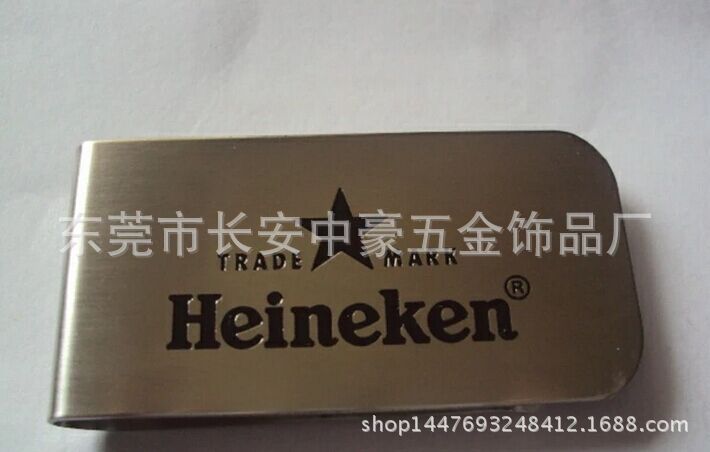 东莞市长安中豪五金饰品厂
TRADE MARK
Heineken®
shop1447693248412.1688.com